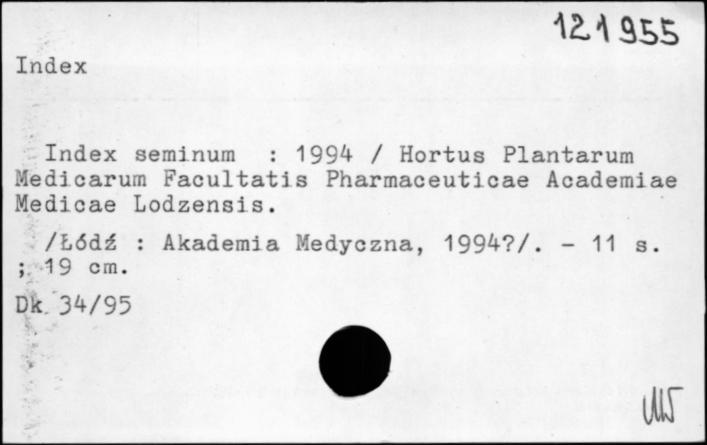 121955
Index
Index seminum : 1994 / Hortus Plantarum
Medicarum Facultatis Pharmaceuticae Academiae
Medicae Lodzensis.
/Łódź : Akademia Medyczna, 1994?/. - 11 s.
; 19 cm.
Dk 34/95